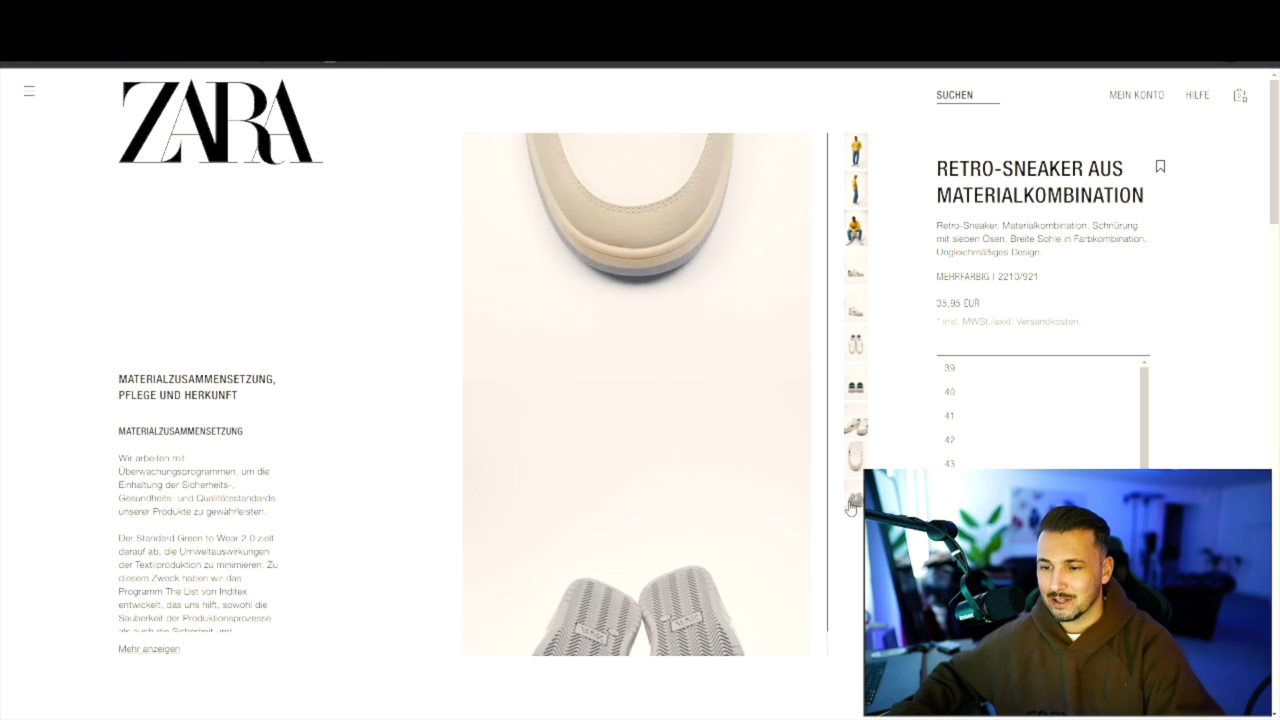 ZARA
SUCHEN
MEIN KONTO
HILFE
RETRO-SNEAKER AUS
MATERIALKOMBINATION
Retro-Sneaker. Materialkombination. Schnürung
mit sieben Ösen. Breite Sohle in Farbkombination.
Ungleichmäßiges Design.
MEHRFARBIG | 2210/921
35,95 EUR
* inkl. MWSt./exkl. Versandkosten.
39
40
41
42
43
MATERIALZUSAMMENSETZUNG,
PFLEGE UND HERKUNFT
MATERIALZUSAMMENSETZUNG
Wir arbeiten mit
Überwachungsprogrammen, um die
Einhaltung der Sicherheits-,
Gesundheits- und Qualitätsstandards
unserer Produkte zu gewährleisten.
Der Standard Green to Wear 2.0 zielt
darauf ab, die Umweltauswirkungen
der Textilproduktion zu minimieren. Zu
diesem Zweck haben wir das
Programm The List von Inditex
entwickelt, das uns hilft, sowohl die
Sauberkeit der Produktionsprozesse
als auch die Sicherheit und
Mehr anzeigen